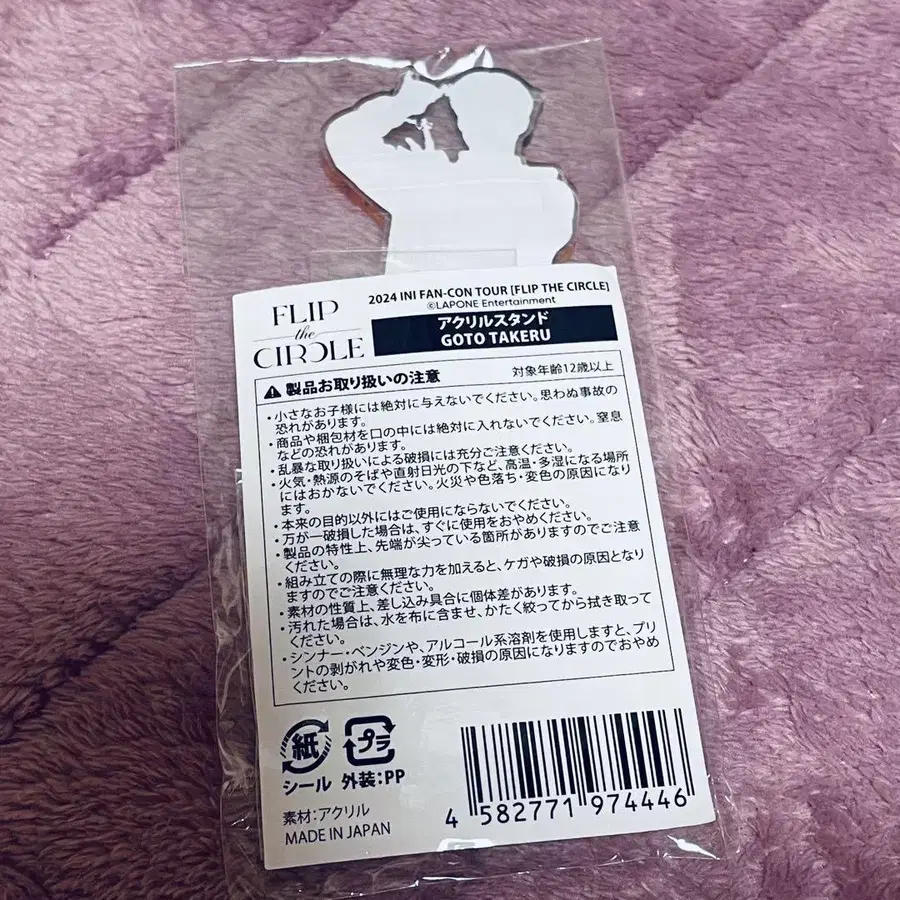 FLIP
the
CIRCLE
2024 INI FAN-CON TOUR [FLIP THE CIRCLE]
©LAPONE Entertainment
アクリルスタンド
GOTO TAKERU
製品お取り扱いの注意
対象年齢12歳以上
・小さなお子様には絶対に与えないでください。思わぬ事故の
恐れがあります。
・商品や梱包材を口の中には絶対に入れないでください。窒息
などの恐れがあります。
・乱暴な取り扱いによる破損には充分ご注意ください。
・火気・熱源のそばや直射日光の下など、高温・多湿になる場所
にはおかないでください。火災や色落ち・変色の原因になり
ます。
・本来の目的以外にはご使用にならないでください。
・万が一破損した場合は、すぐに使用をおやめください。
・製品の特性上、先端が尖っている箇所がありますのでご注意
ください。
・組み立ての際に無理な力を加えると、ケガや破損の原因となり
ますのでご注意ください。
・素材の性質上、差し込み具合に個体差があります。
・汚れた場合は、水を布に含ませ、かたく絞ってから拭き取って
ください。
・シンナー・ベンジンや、アルコール系溶剤を使用しますと、プリ
ントの剥がれや変色・変形・破損の原因になりますのでおやめ
ください。
紙
シール
プラ
外装:PP
素材:アクリル
MADE IN JAPAN
4 582771 974446